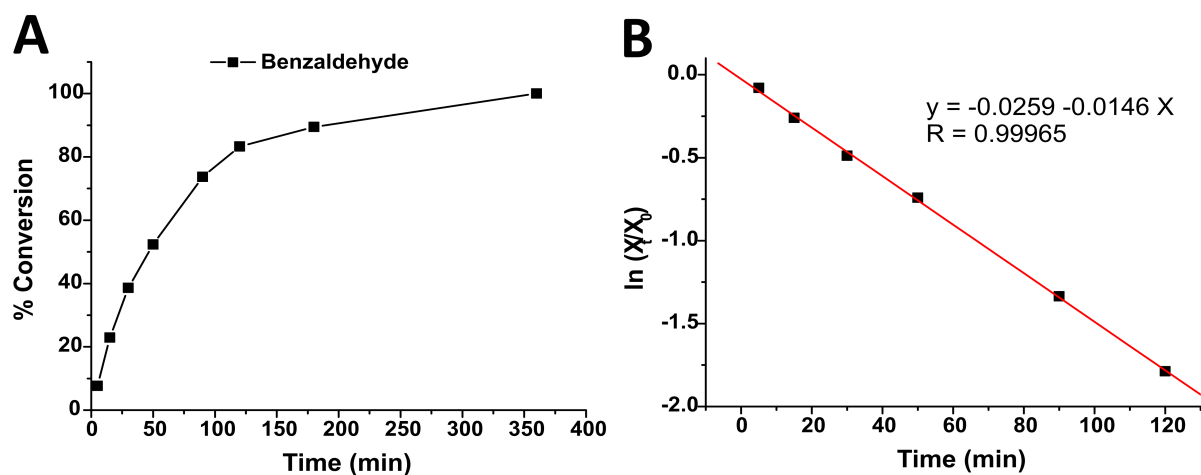 A
Benzaldehyde
100
80
60
40
20
0
% Conversion
0 50 100 150 200 250 300 350 400
Time (min)
B
y = -0.0259 -0.0146 X
R = 0.99965
0.0
-0.5
-1.0
-1.5
-2.0
ln (Xt/X0)
0 20 40 60 80 100 120
Time (min)